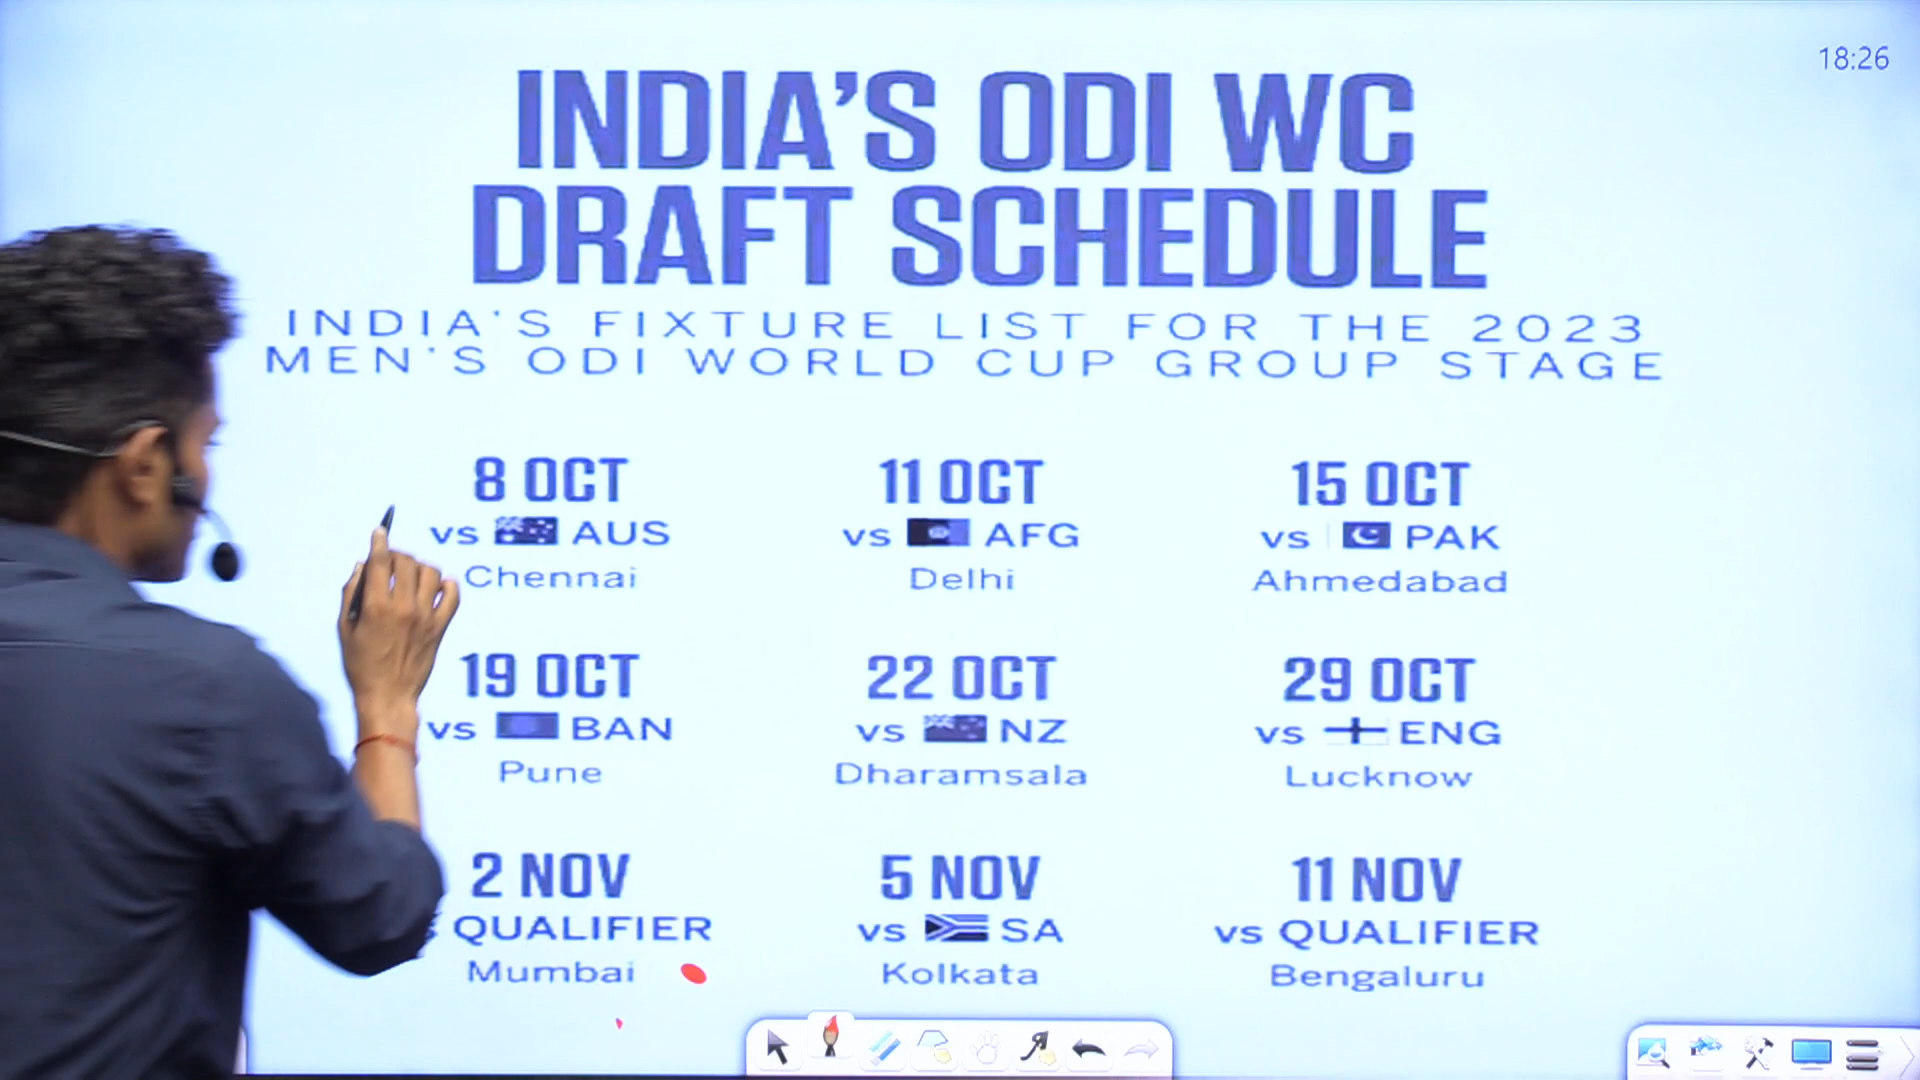 18:26
INDIA'S ODI WC
DRAFT SCHEDULE
INDIA'S FIXTURE LIST FOR THE 2023
MEN'S ODI WORLD CUP GROUP STAGE
8 OCT
vs AUS
Chennai
11 OCT
vs AFG
Delhi
15 OCT
vs PAK
Ahmedabad
19 OCT
vs BAN
Pune
22 OCT
vs NZ
Dharamsala
29 OCT
vs ENG
Lucknow
2 NOV
QUALIFIER
Mumbai
5 NOV
vs SA
Kolkata
11 NOV
vs QUALIFIER
Bengaluru